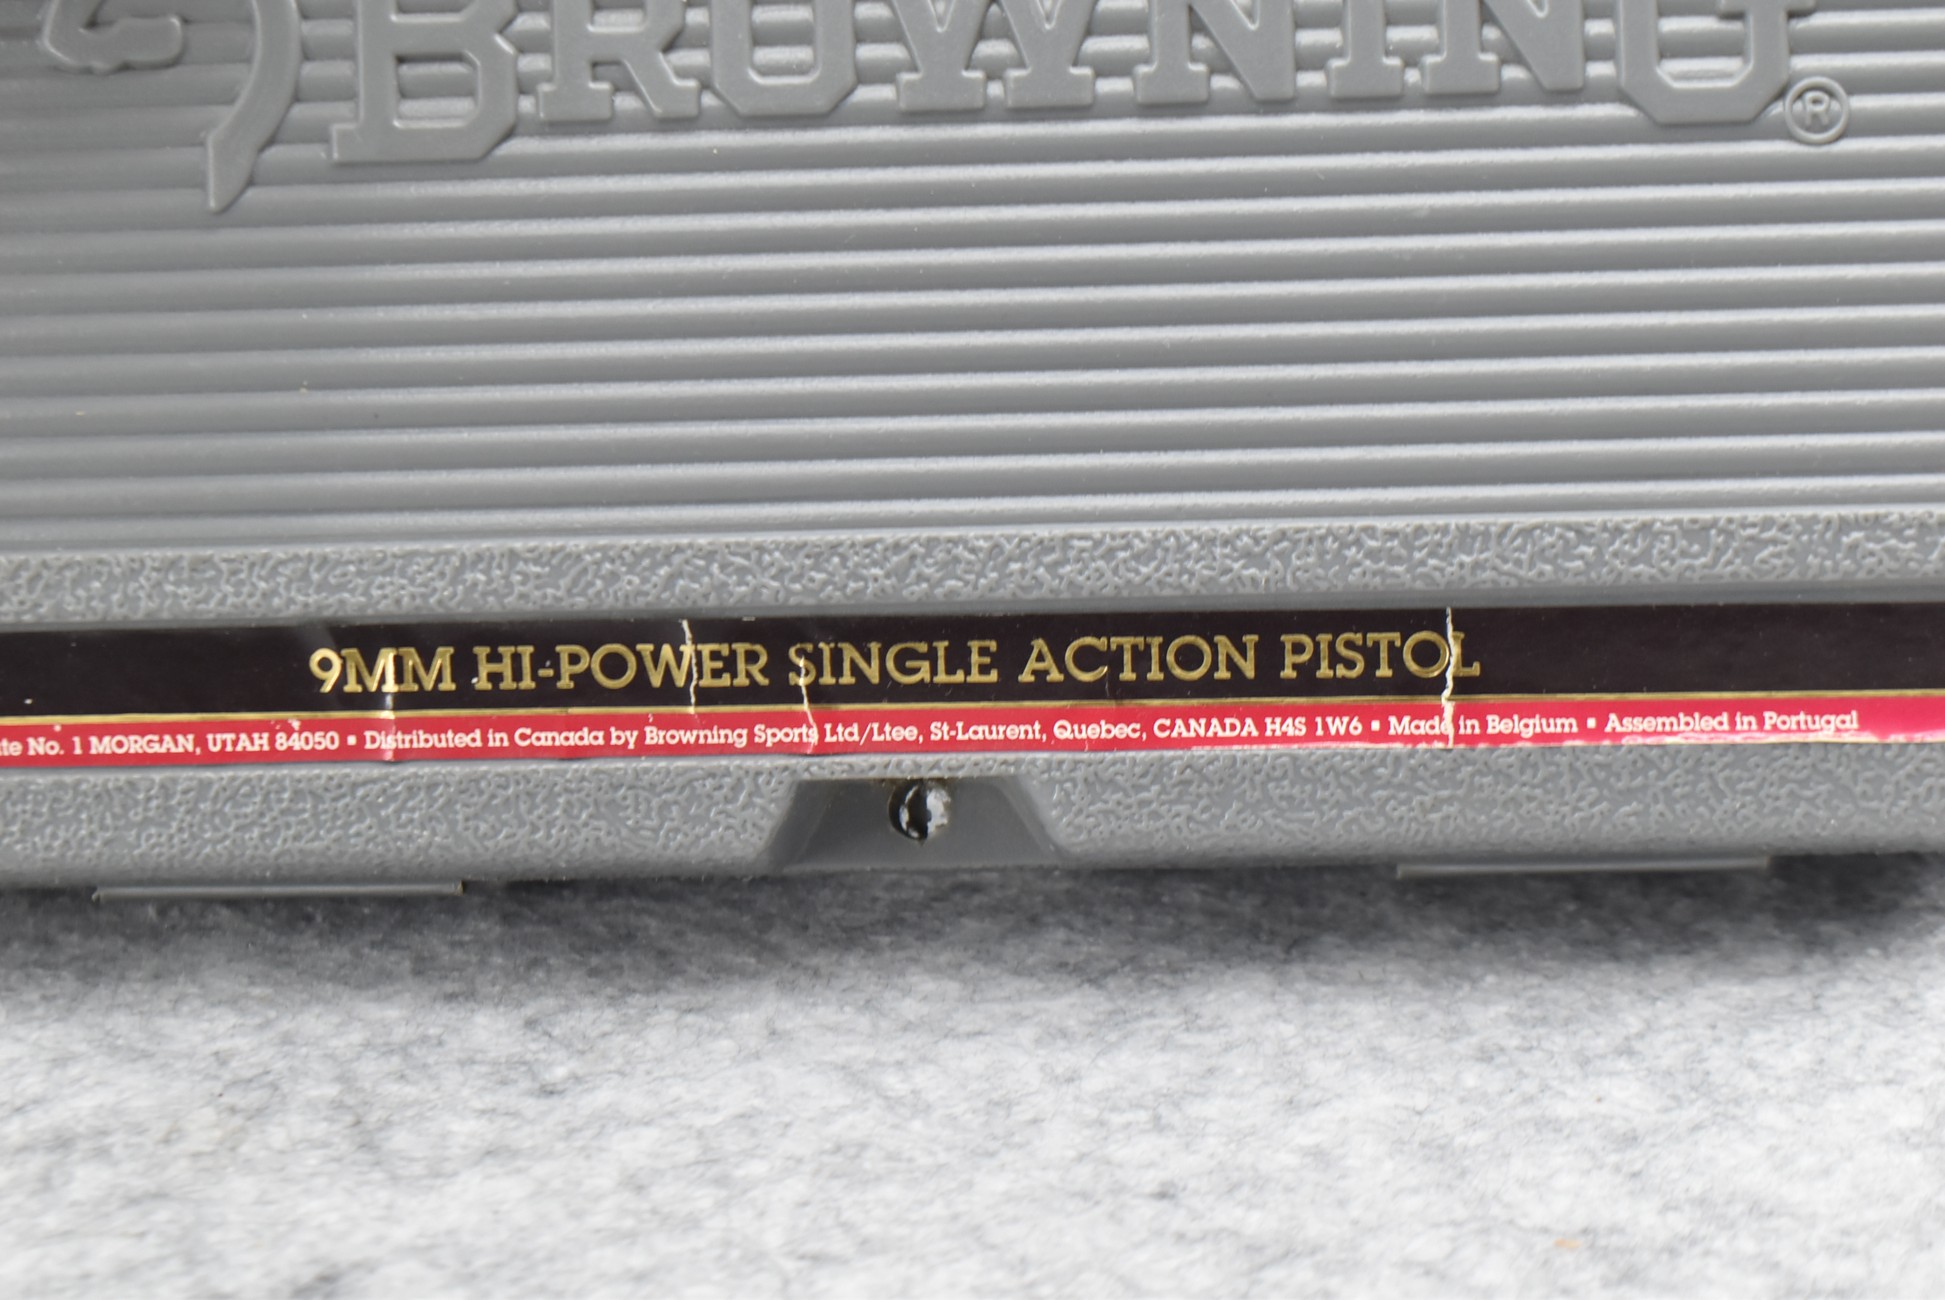 BROWNING ®
9MM HI-POWER SINGLE ACTION PISTOL
No. 1 MORGAN, UTAH 84050 ▪ Distributed in Canada by Browning Sports Ltd/Ltee, St-Laurent, Quebec, CANADA H4S 1W6 ▪ Made in Belgium ▪ Assembled in Portugal